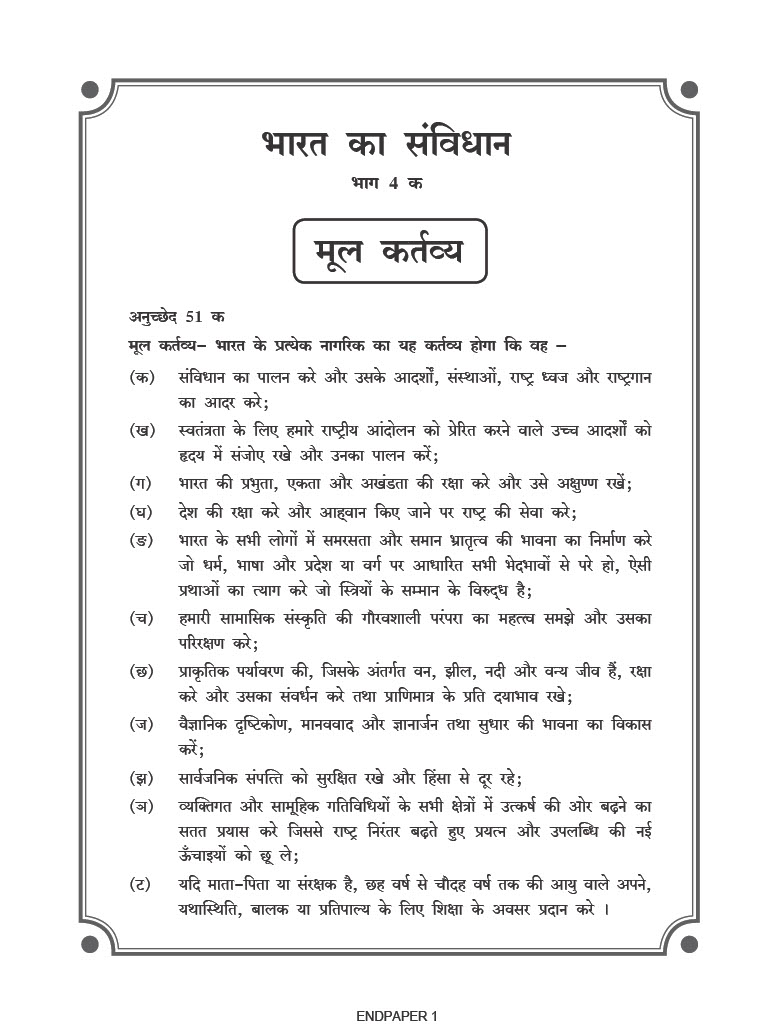 भारत का संविधान
भाग 4 क
मूल कर्तव्य
अनुच्छेद 51 क
मूल कर्तव्य– भारत के प्रत्येक नागरिक का यह कर्तव्य होगा कि वह –
(क) संविधान का पालन करे और उसके आदर्शों, संस्थाओं, राष्ट्र ध्वज और राष्ट्रगान
का आदर करे;
(ख) स्वतंत्रता के लिए हमारे राष्ट्रीय आंदोलन को प्रेरित करने वाले उच्च आदर्शों को
हृदय में संजोए रखे और उनका पालन करें;
(ग) भारत की प्रभुता, एकता और अखंडता की रक्षा करे और उसे अक्षुण्ण रखें;
(घ) देश की रक्षा करे और आह्वान किए जाने पर राष्ट्र की सेवा करे;
(ङ) भारत के सभी लोगों में समरसता और समान भ्रातृत्व की भावना का निर्माण करे
जो धर्म, भाषा और प्रदेश या वर्ग पर आधारित सभी भेदभावों से परे हो, ऐसी
प्रथाओं का त्याग करे जो स्त्रियों के सम्मान के विरुद्ध है;
(च) हमारी सामासिक संस्कृति की गौरवशाली परंपरा का महत्त्व समझे और उसका
परिरक्षण करे;
(छ) प्राकृतिक पर्यावरण की, जिसके अंतर्गत वन, झील, नदी और वन्य जीव हैं, रक्षा
करे और उसका संवर्धन करे तथा प्राणिमात्र के प्रति दयाभाव रखे;
(ज) वैज्ञानिक दृष्टिकोण, मानववाद और ज्ञानार्जन तथा सुधार की भावना का विकास
करें;
(झ) सार्वजनिक संपत्ति को सुरक्षित रखे और हिंसा से दूर रहे;
(ञ) व्यक्तिगत और सामूहिक गतिविधियों के सभी क्षेत्रों में उत्कर्ष की ओर बढ़ने का
सतत प्रयास करे जिससे राष्ट्र निरंतर बढ़ते हुए प्रयत्न और उपलब्धि की नई
ऊँचाइयों को छू ले;
(ट) यदि माता-पिता या संरक्षक है, छह वर्ष से चौदह वर्ष तक की आयु वाले अपने,
यथास्थिति, बालक या प्रतिपाल्य के लिए शिक्षा के अवसर प्रदान करे ।
ENDPAPER 1